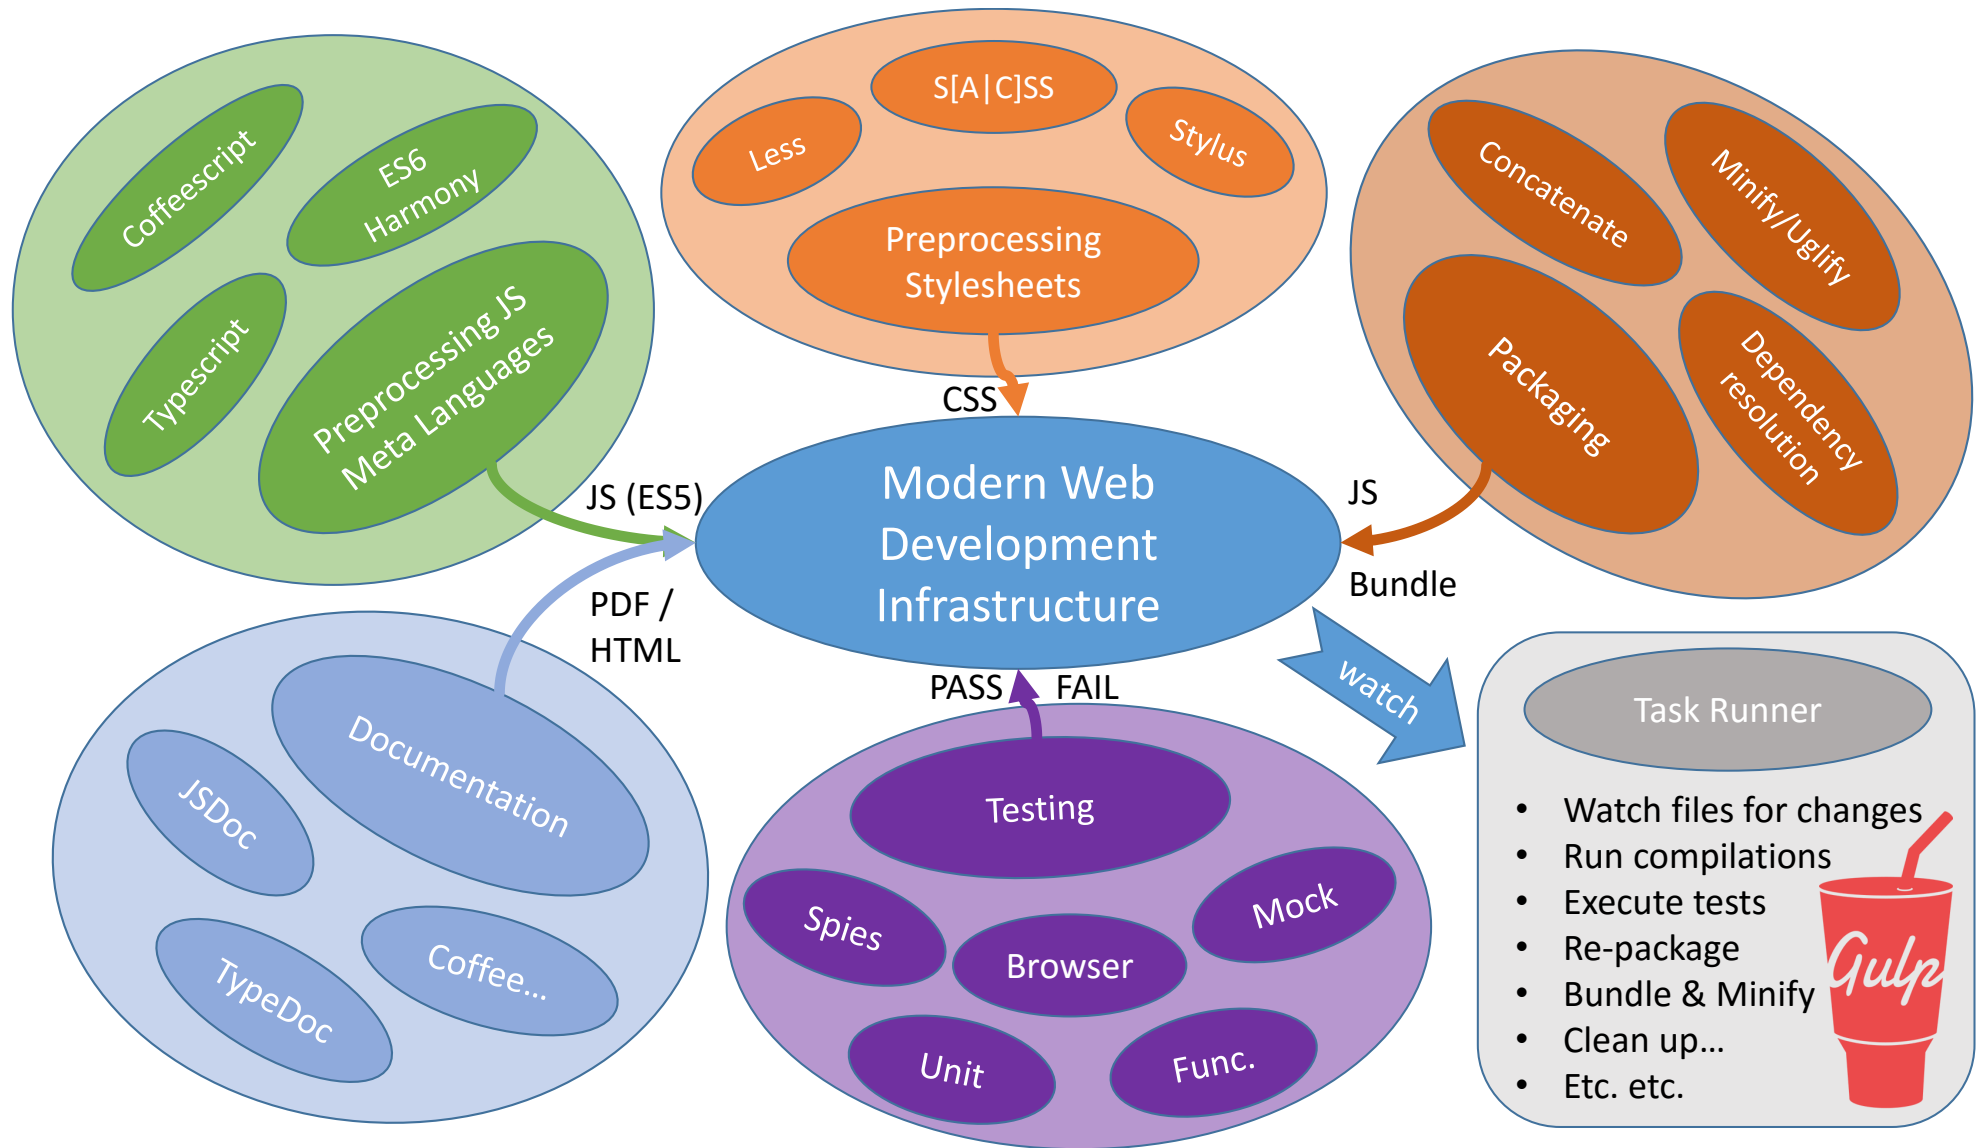 Coffeescript
ES6
Harmony
Typescript
Preprocessing JS
Meta Languages
JS (ES5)
S[A|C]SS
Less
Stylus
Preprocessing
Stylesheets
CSS
Concatenate
Minify/Uglify
Packaging
Dependency
resolution
JS
Bundle
Modern Web
Development
Infrastructure
PDF /
HTML
Documentation
JSDoc
TypeDoc
Coffee...
PASS FAIL
Testing
Spies
Mock
Browser
Unit
Func.
watch
Task Runner
• Watch files for changes
• Run compilations
• Execute tests
• Re-package
• Bundle & Minify
• Clean up...
• Etc. etc.
Gulp